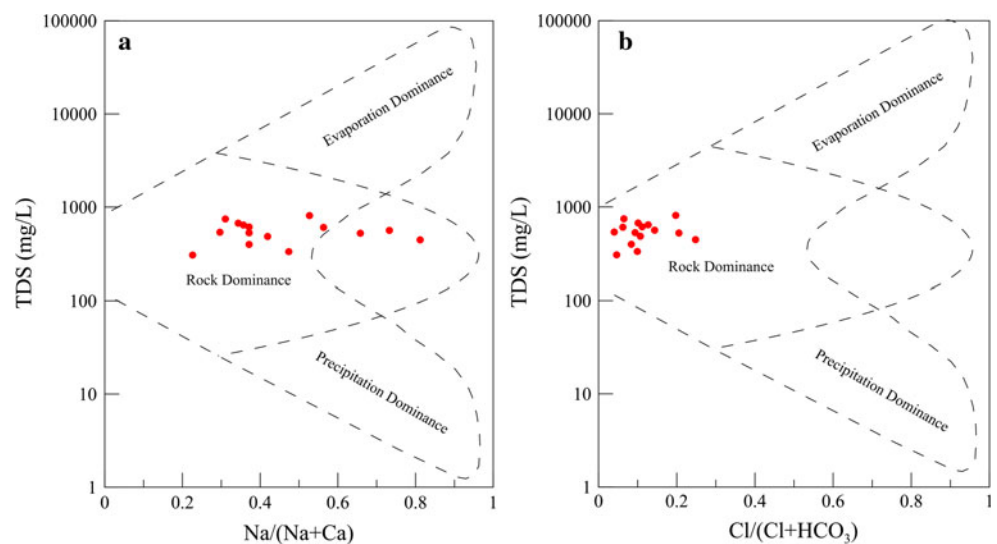 a
100000
10000
1000
100
10
1
TDS (mg/L)
Evaporation Dominance
Rock Dominance
Precipitation Dominance
0 0.2 0.4 0.6 0.8 1
Na/(Na+Ca)
b
100000
10000
1000
100
10
1
TDS (mg/L)
Evaporation Dominance
Rock Dominance
Precipitation Dominance
0 0.2 0.4 0.6 0.8 1
Cl/(Cl+HCO₃)